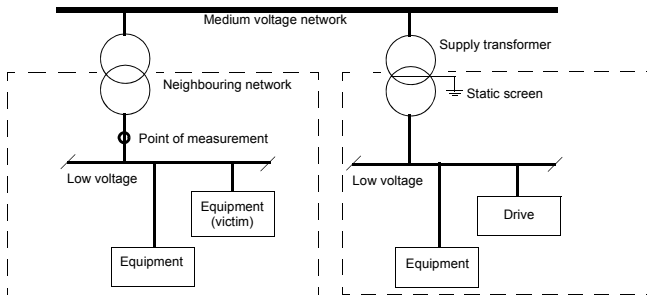 Medium voltage network
Supply transformer
Neighbouring network
Static screen
Point of measurement
Low voltage
Low voltage
Equipment
(victim)
Drive
Equipment
Equipment